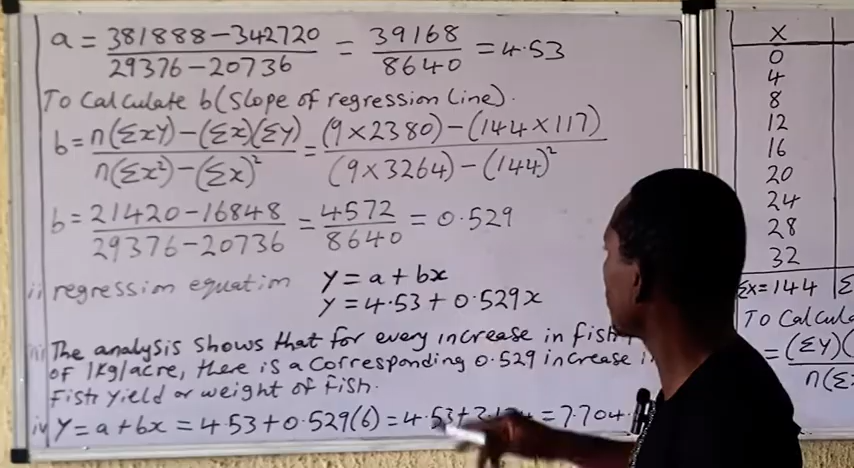 a = 381888-342720 / 29376-20736 = 39168 / 8640 = 4.53
To Calculate b (Slope of regression Line).
b = n(ΣxY)-(Σx)(ΣY) / n(Σx²)-(Σx)² = (9×2380)-(144×117) / (9×3264)-(144)²
b = 21420-16848 / 29376-20736 = 4572 / 8640 = 0.529
ii regression equation Y = a+bx
Y = 4.53+0.529x
iii The analysis shows that for every increase in fish
of 1kg/acre, there is a corresponding 0.529 increase
Fish yield or weight of fish.
iv Y = a+bx = 4.53+0.529(6) = 4.53+ = 7.704
X
0
4
8
12
16
20
24
28
32
Σx=144 Σ
To Calcula
= (ΣY)(
n(Σ